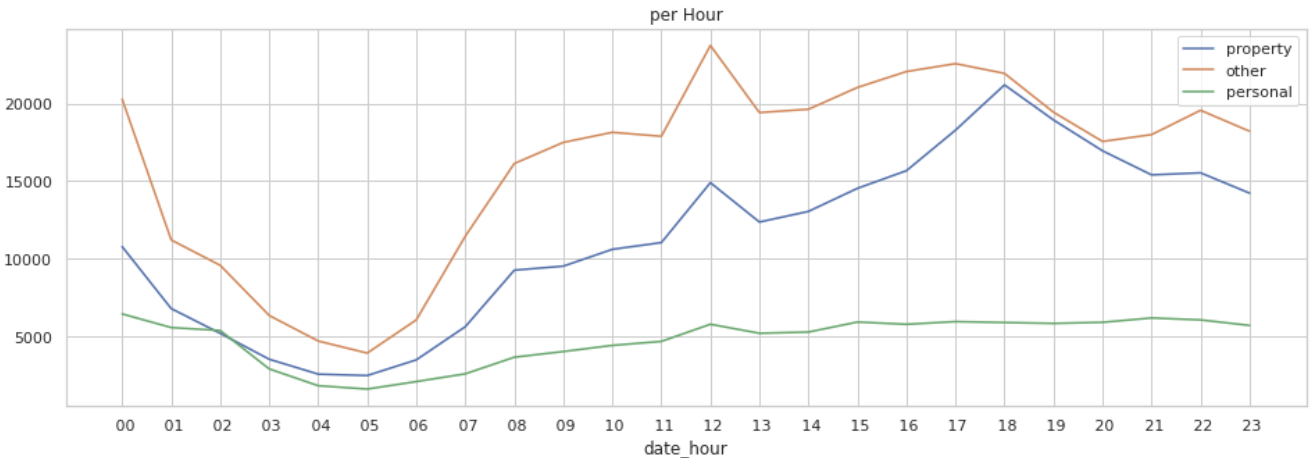 per Hour
property
other
personal
20000
15000
10000
5000
00 01 02 03 04 05 06 07 08 09 10 11 12 13 14 15 16 17 18 19 20 21 22 23
date_hour